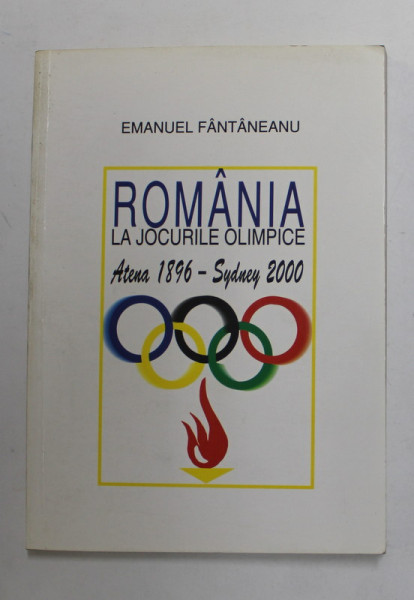 EMANUEL FÂNTÂNEANU
ROMÂNIA
LA JOCURILE OLIMPICE
Atena 1896 - Sydney 2000